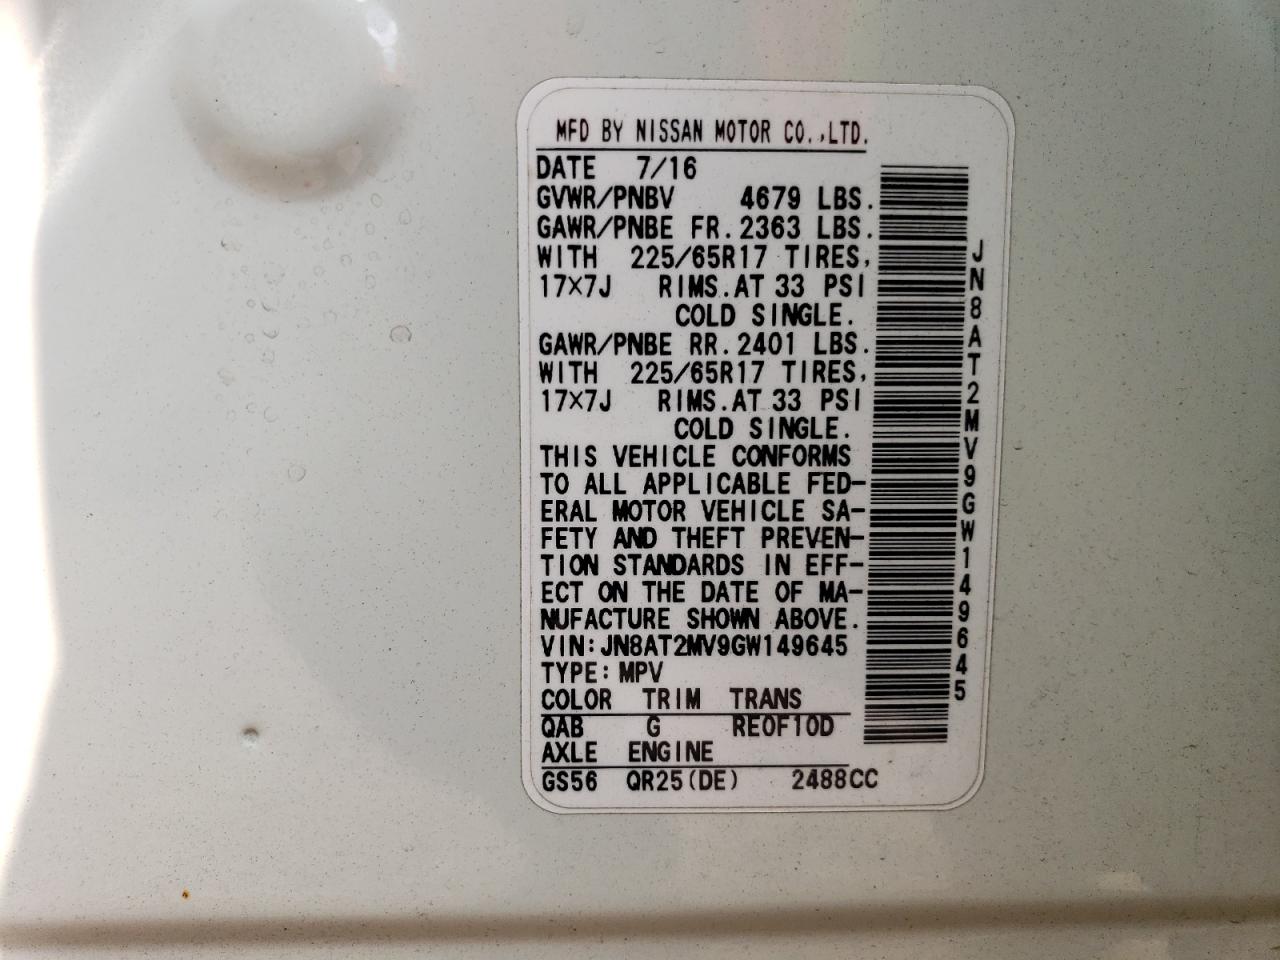 MFD BY NISSAN MOTOR CO.,LTD.
DATE 7/16
GVWR/PNBV 4679 LBS.
GAWR/PNBE FR. 2363 LBS.
WITH 225/65R17 TIRES,
17×7J RIMS. AT 33 PSI
COLD SINGLE.
GAWR/PNBE RR. 2401 LBS.
WITH 225/65R17 TIRES,
17×7J RIMS. AT 33 PSI
COLD SINGLE.
THIS VEHICLE CONFORMS
TO ALL APPLICABLE FED-
ERAL MOTOR VEHICLE SA-
FETY AND THEFT PREVEN-
TION STANDARDS IN EFF-
ECT ON THE DATE OF MA-
NUFACTURE SHOWN ABOVE.
VIN:JN8AT2MV9GW149645
TYPE:MPV
COLOR TRIM TRANS
QAB G RE0F10D
AXLE ENGINE
GS56 QR25(DE) 2488CC
JN8AT2MV9GW149645